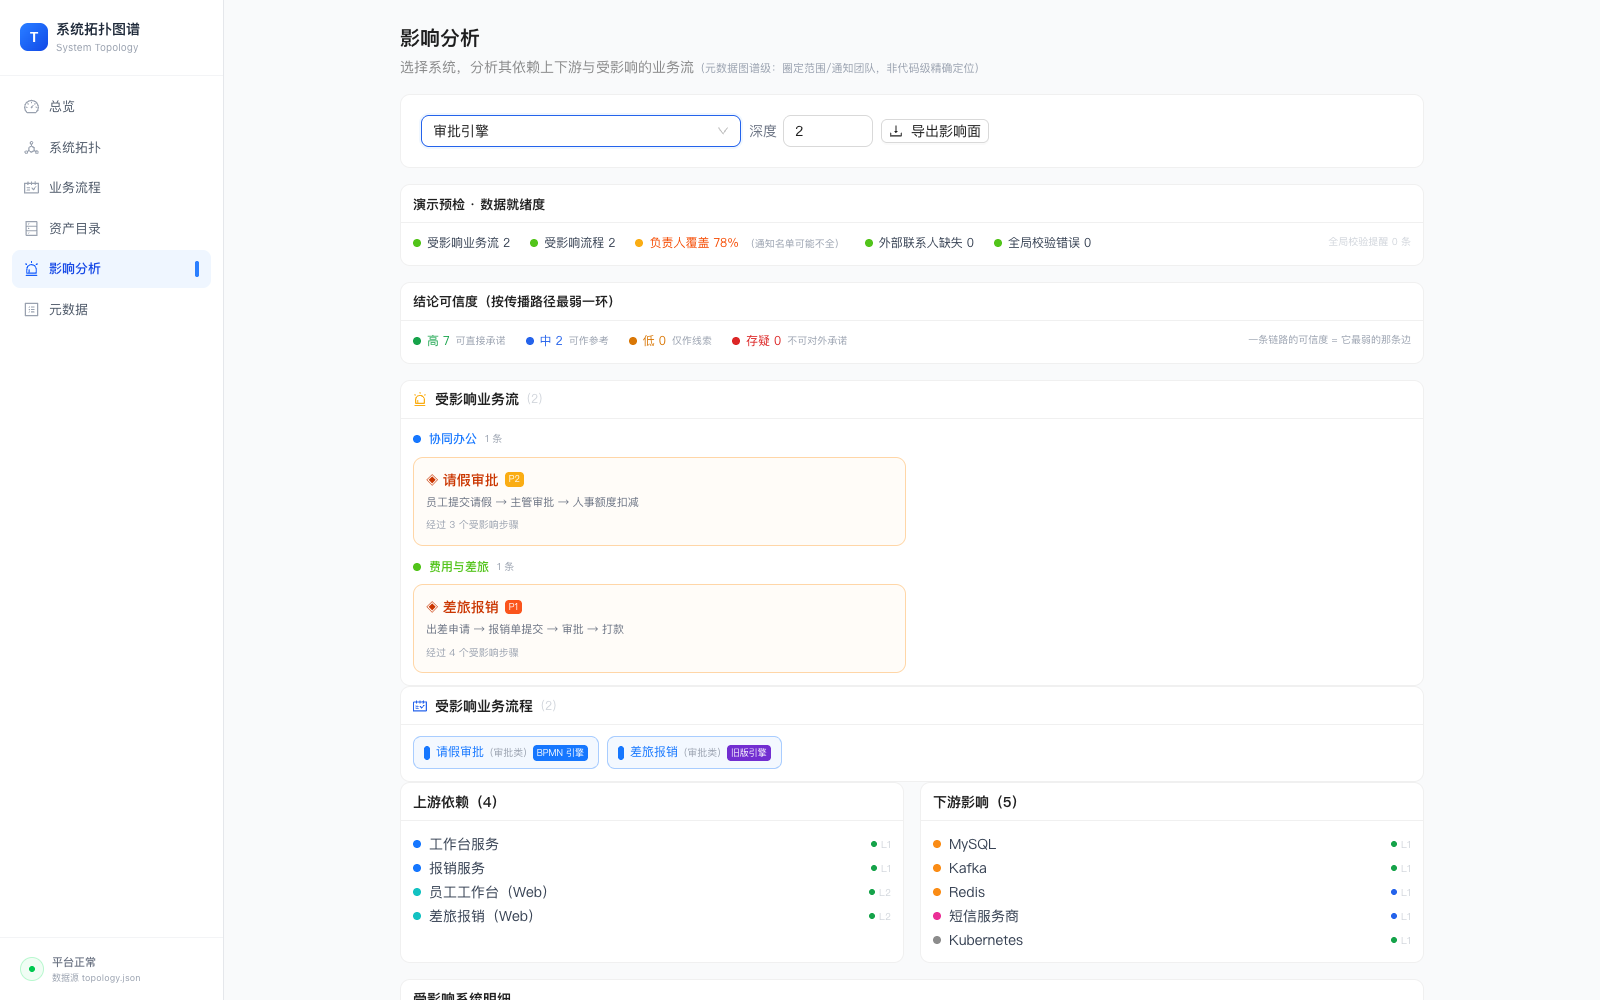 T
系统拓扑图谱
System Topology
总览
系统拓扑
业务流程
资产目录
影响分析
元数据
平台正常
数据源 topology.json
影响分析
选择系统，分析其依赖上下游与受影响的业务流（元数据图谱级：圈定范围/通知团队，非代码级精确定位）
审批引擎 深度 2 导出影响面
演示预检 · 数据就绪度
受影响业务流 2 受影响流程 2 负责人覆盖 78% （通知名单可能不全） 外部联系人缺失 0 全局校验错误 0 全局校验提醒 0 条
结论可信度（按传播路径最弱一环）
高 7 可直接承诺 中 2 可作参考 低 0 仅作线索 存疑 0 不可对外承诺 一条链路的可信度 = 它最弱的那条边
受影响业务流 (2)
协同办公 1 条
请假审批 P2
员工提交请假 → 主管审批 → 人事额度扣减
经过 3 个受影响步骤
费用与差旅 1 条
差旅报销 P1
出差申请 → 报销单提交 → 审批 → 打款
经过 4 个受影响步骤
受影响业务流程 (2)
请假审批 (审批类) BPMN 引擎 差旅报销 (审批类) 旧版引擎
上游依赖（4）
工作台服务 L1
报销服务 L1
员工工作台（Web） L2
差旅报销（Web） L2
下游影响（5）
MySQL L1
Kafka L1
Redis L1
短信服务商 L1
Kubernetes L1
受影响系统明细